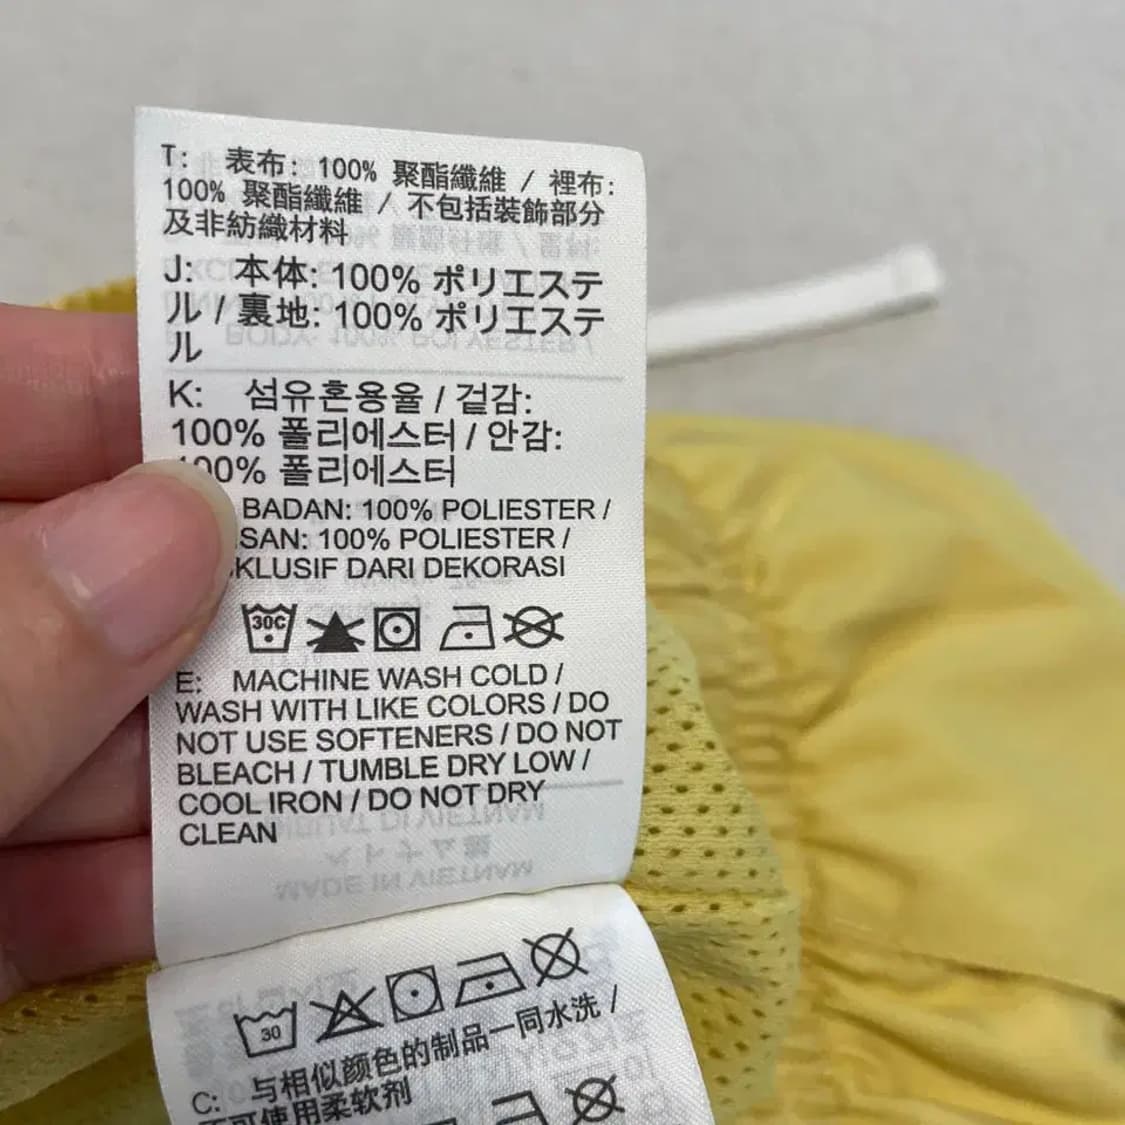 T: 表布: 100% 聚酯纖維 / 裡布:
100% 聚酯纖維 / 不包括裝飾部分
及非紡織材料
J: 本体: 100% ポリエステ
ル / 裏地: 100% ポリエステ
ル
K: 섬유혼용율 / 겉감:
100% 폴리에스터 / 안감:
100% 폴리에스터
BADAN: 100% POLIESTER /
SAN: 100% POLIESTER /
KLUSIF DARI DEKORASI
30C
E: MACHINE WASH COLD /
WASH WITH LIKE COLORS / DO
NOT USE SOFTENERS / DO NOT
BLEACH / TUMBLE DRY LOW /
COOL IRON / DO NOT DRY
CLEAN
MADE IN VIETNAM
30
C: 与相似颜色的制品一同水洗 /
不可使用柔软剂